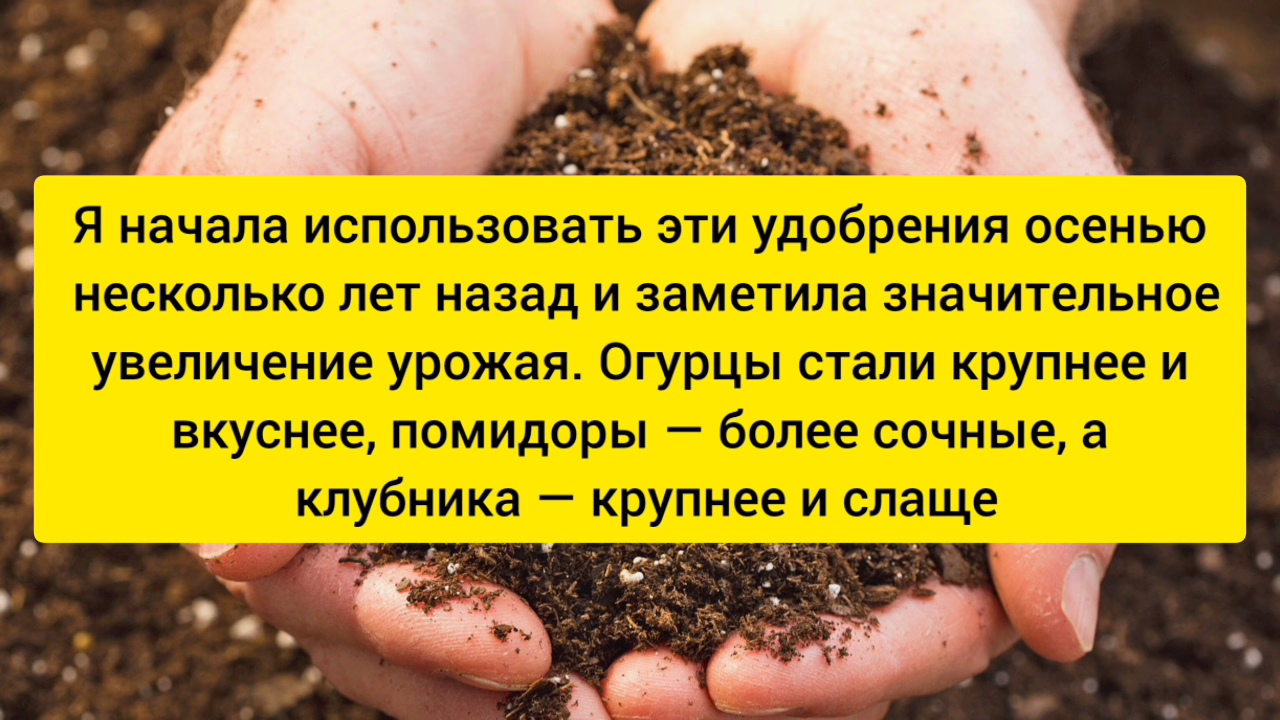 Я начала использовать эти удобрения осенью
несколько лет назад и заметила значительное
увеличение урожая. Огурцы стали крупнее и
вкуснее, помидоры — более сочные, а
клубника — крупнее и слаще